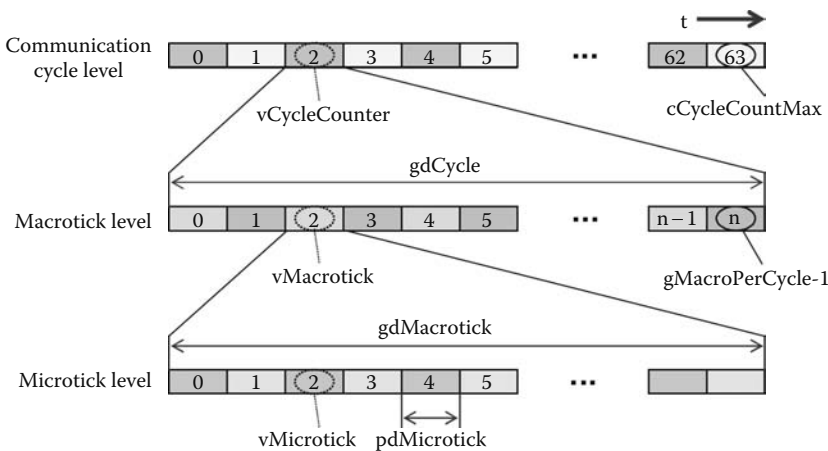 t
Communication
cycle level
0 1 2 3 4 5 ... 62 63
vCycleCounter
cCycleCountMax
gdCycle
Macrotick level
0 1 2 3 4 5 ... n–1 n
vMacrotick
gMacroPerCycle-1
gdMacrotick
Microtick level
0 1 2 3 4 5 ...
vMicrotick
pdMicrotick